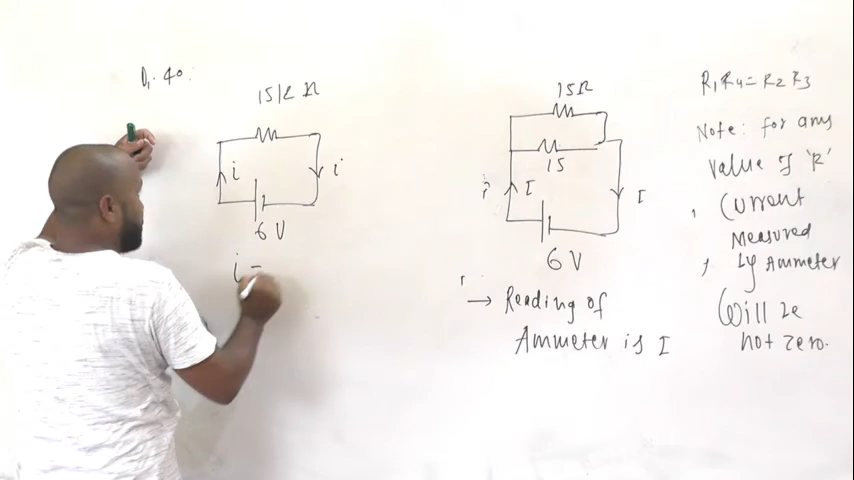 Q. 40.
15/2 Ω
i
i
6 V
i =
15Ω
15
I
I
6 V
→ Reading of
Ammeter is I
R1R4 = R2R3
Note: for any
value of 'R'
Current
Measured
by Ammeter
Will be
not zero.